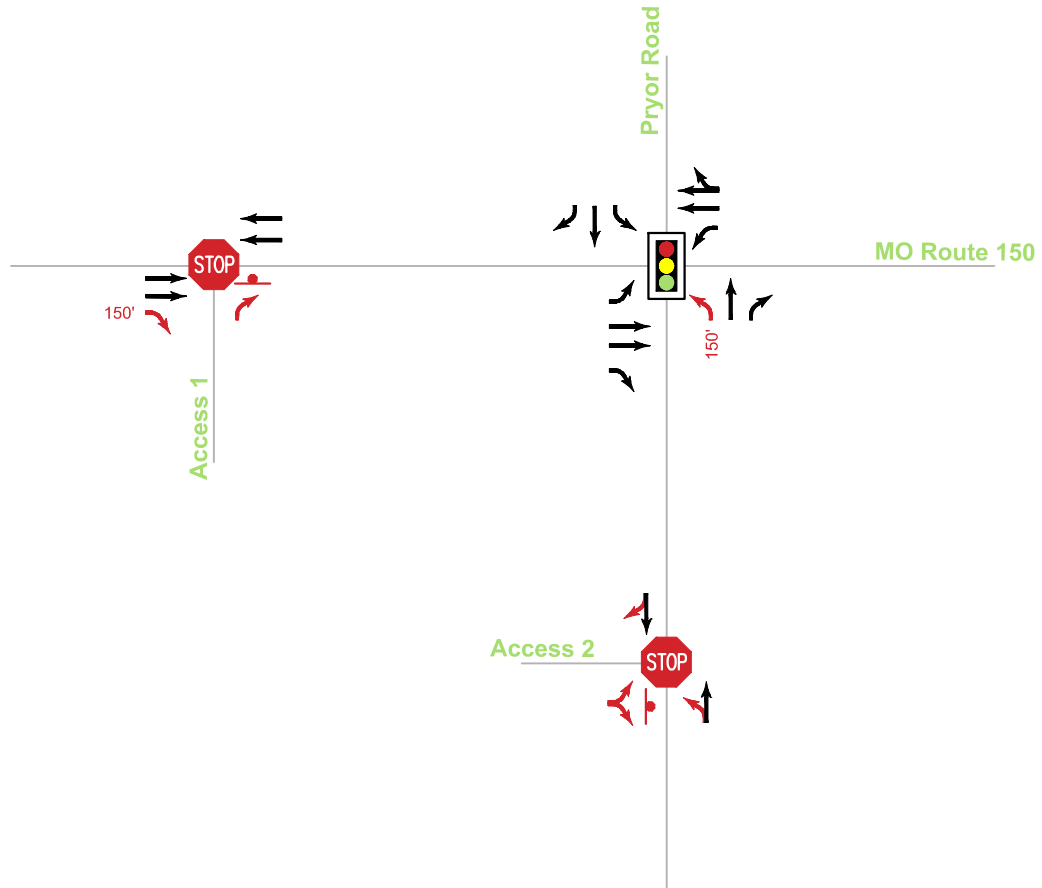 Pryor Road
MO Route 150
STOP
150'
150'
Access 1
Access 2
STOP